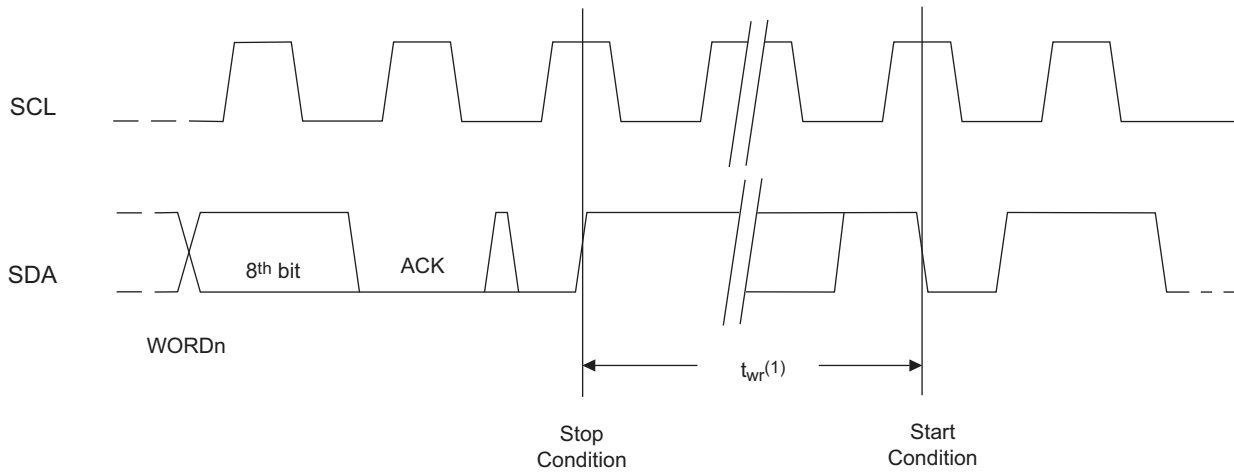 SCL
SDA
8th bit
ACK
WORDn
twr(1)
Stop
Condition
Start
Condition